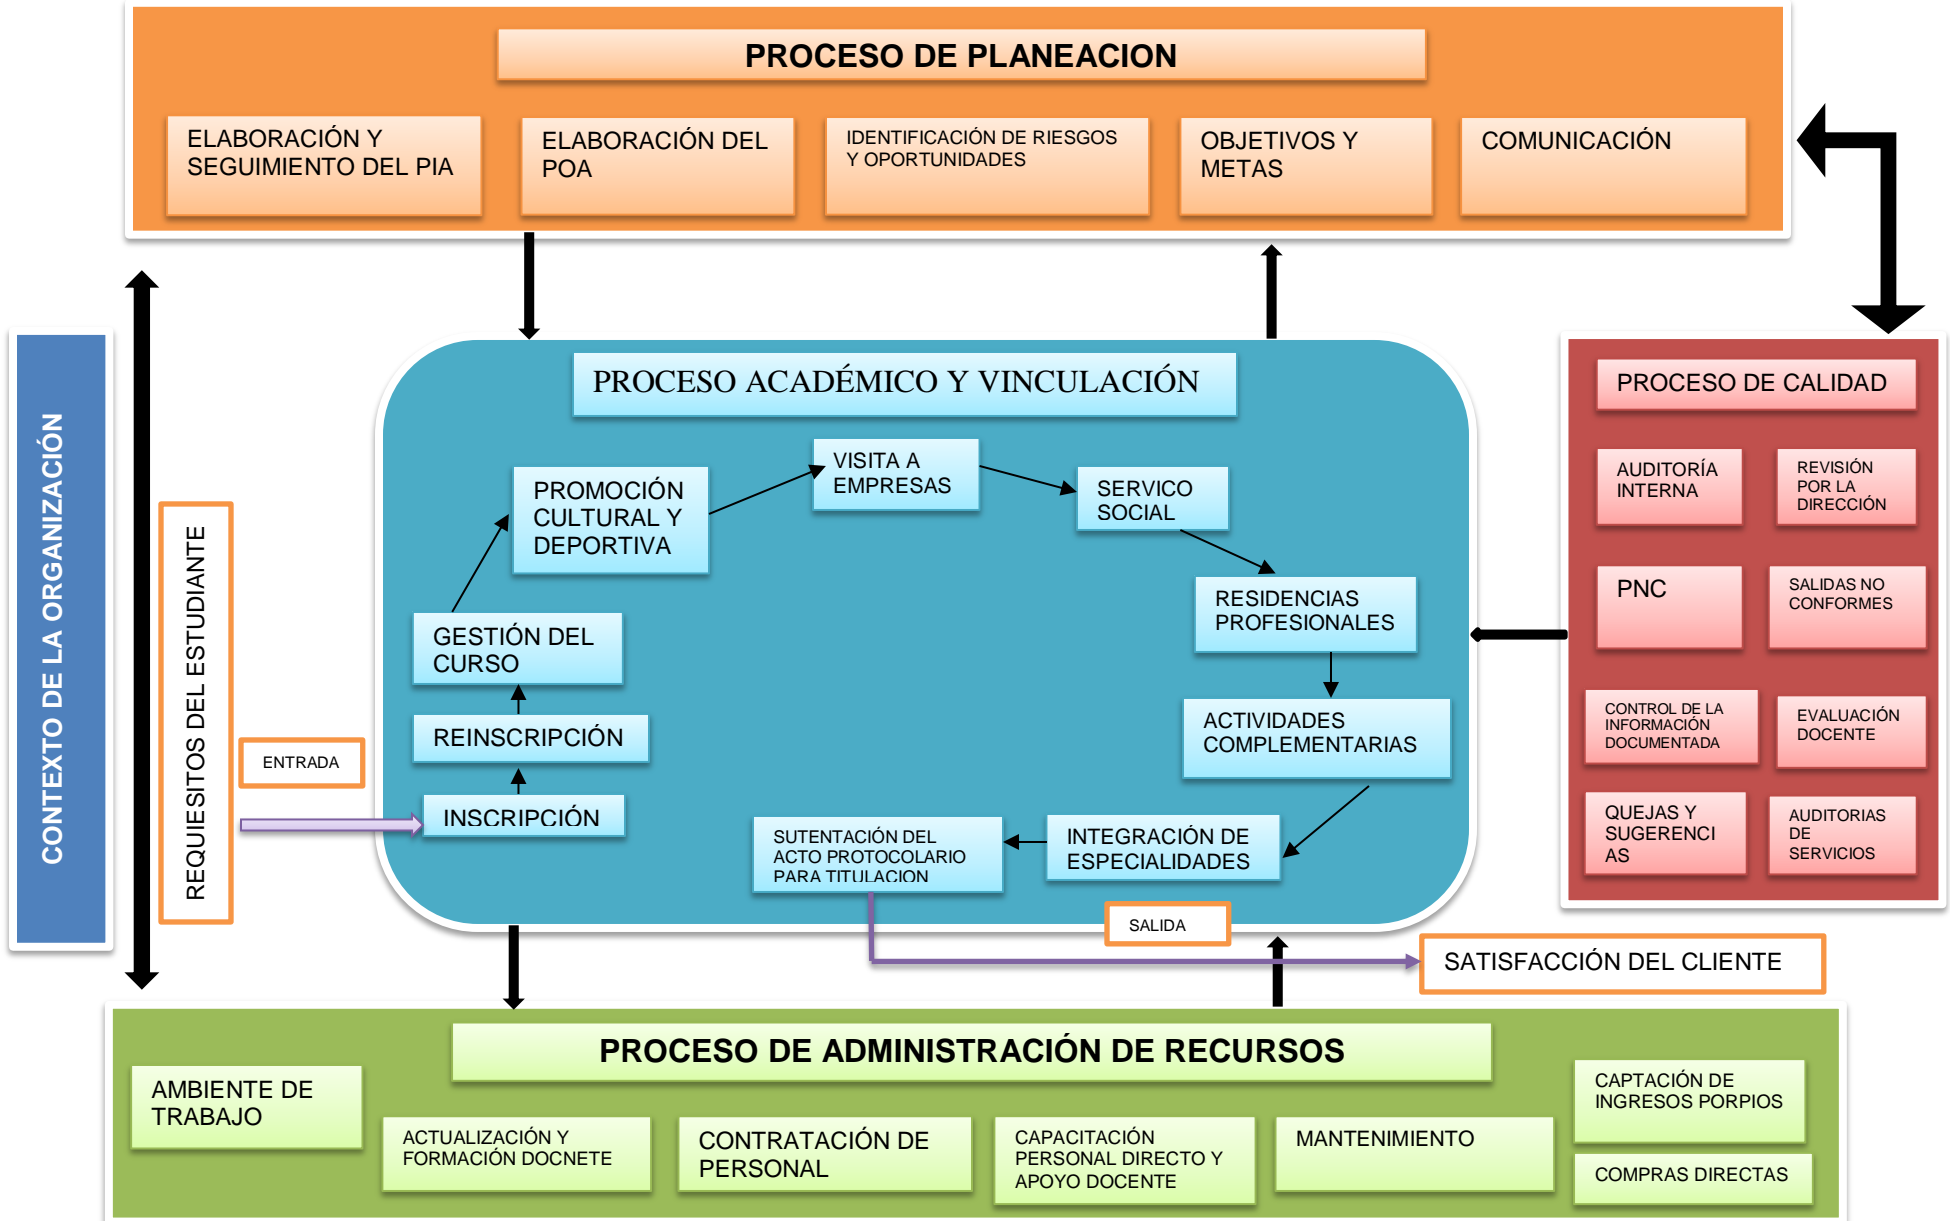 PROCESO DE PLANEACION
ELABORACIÓN Y
SEGUIMIENTO DEL PIA
ELABORACIÓN DEL
POA
IDENTIFICACIÓN DE RIESGOS
Y OPORTUNIDADES
OBJETIVOS Y
METAS
COMUNICACIÓN
CONTEXTO DE LA ORGANIZACIÓN
REQUIESITOS DEL ESTUDIANTE
ENTRADA
PROCESO ACADÉMICO Y VINCULACIÓN
INSCRIPCIÓN
REINSCRIPCIÓN
GESTIÓN DEL
CURSO
PROMOCIÓN
CULTURAL Y
DEPORTIVA
VISITA A
EMPRESAS
SERVICO
SOCIAL
RESIDENCIAS
PROFESIONALES
ACTIVIDADES
COMPLEMENTARIAS
INTEGRACIÓN DE
ESPECIALIDADES
SUTENTACIÓN DEL
ACTO PROTOCOLARIO
PARA TITULACION
SALIDA
SATISFACCIÓN DEL CLIENTE
PROCESO DE CALIDAD
AUDITORÍA
INTERNA
REVISIÓN
POR LA
DIRECCIÓN
PNC
SALIDAS NO
CONFORMES
CONTROL DE LA
INFORMACIÓN
DOCUMENTADA
EVALUACIÓN
DOCENTE
QUEJAS Y
SUGERENCI
AS
AUDITORIAS
DE
SERVICIOS
PROCESO DE ADMINISTRACIÓN DE RECURSOS
AMBIENTE DE
TRABAJO
ACTUALIZACIÓN Y
FORMACIÓN DOCNETE
CONTRATACIÓN DE
PERSONAL
CAPACITACIÓN
PERSONAL DIRECTO Y
APOYO DOCENTE
MANTENIMIENTO
CAPTACIÓN DE
INGRESOS PORPIOS
COMPRAS DIRECTAS